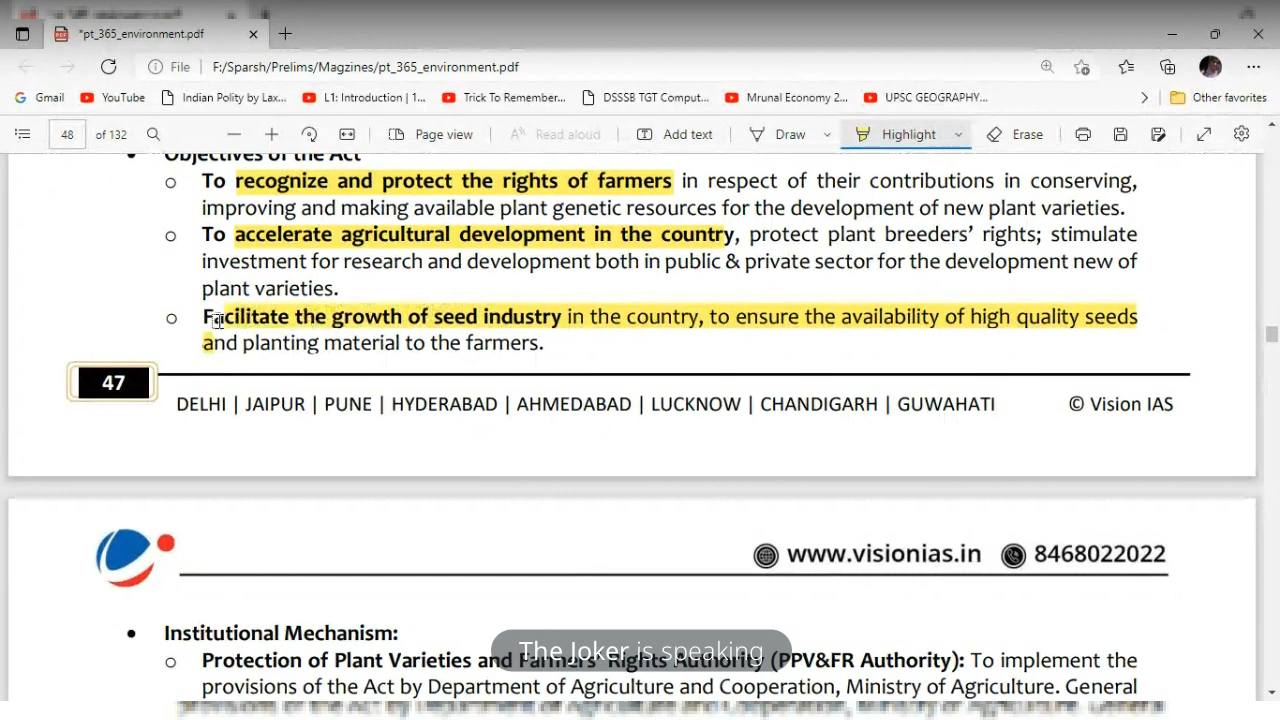 *pt_365_environment.pdf
File F:/Sparsh/Prelims/Magzines/pt_365_environment.pdf
Gmail YouTube Indian Polity by Lax... L1: Introduction | 1... Trick To Remember... DSSSB TGT Comput... Mrunal Economy 2... UPSC GEOGRAPHY... Other favorites
48 of 132 Page view Read aloud Add text Draw Highlight Erase
Objectives of the Act
To recognize and protect the rights of farmers in respect of their contributions in conserving,
improving and making available plant genetic resources for the development of new plant varieties.
To accelerate agricultural development in the country, protect plant breeders' rights; stimulate
investment for research and development both in public & private sector for the development new of
plant varieties.
Facilitate the growth of seed industry in the country, to ensure the availability of high quality seeds
and planting material to the farmers.
47
DELHI | JAIPUR | PUNE | HYDERABAD | AHMEDABAD | LUCKNOW | CHANDIGARH | GUWAHATI © Vision IAS
www.visionias.in 8468022022
Institutional Mechanism:
The Joker is speaking
Protection of Plant Varieties and Farmers' Rights Authority (PPV&FR Authority): To implement the
provisions of the Act by Department of Agriculture and Cooperation, Ministry of Agriculture. General